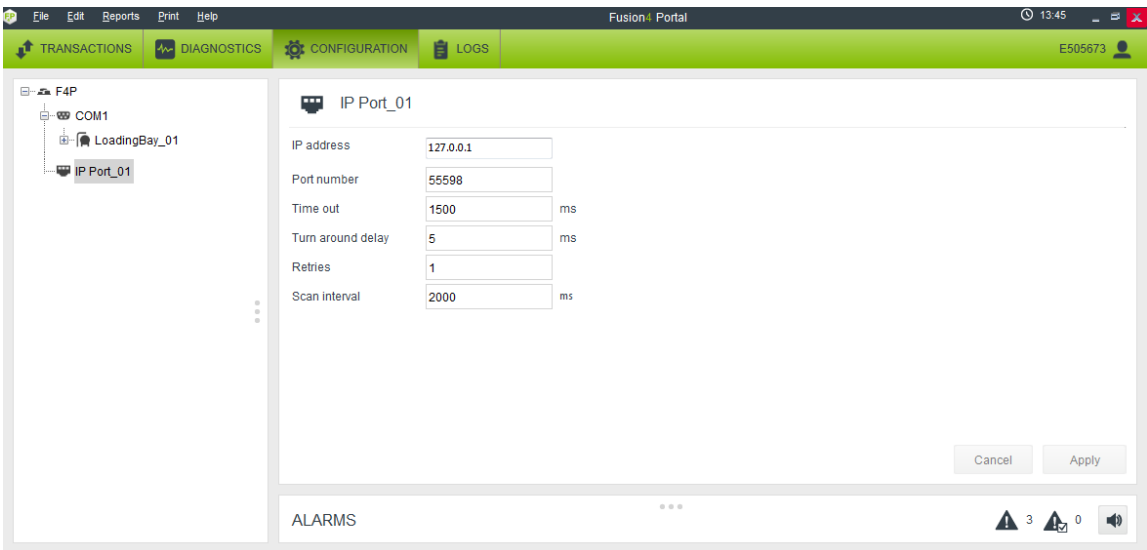 FP File Edit Reports Print Help Fusion4 Portal 13:45
TRANSACTIONS DIAGNOSTICS CONFIGURATION LOGS E505673
F4P
COM1
LoadingBay_01
IP Port_01
IP Port_01
IP address 127.0.0.1
Port number 55598
Time out 1500 ms
Turn around delay 5 ms
Retries 1
Scan interval 2000 ms
Cancel Apply
ALARMS 3 0